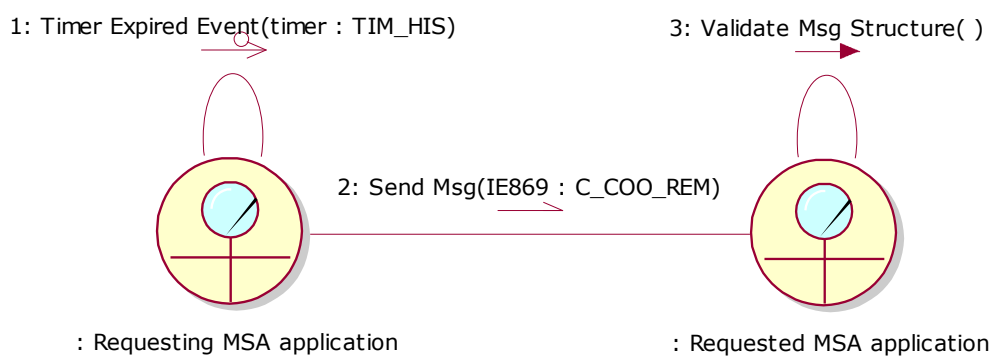 1: Timer Expired Event(timer : TIM_HIS)
3: Validate Msg Structure( )
2: Send Msg(IE869 : C_COO_REM)
: Requesting MSA application
: Requested MSA application